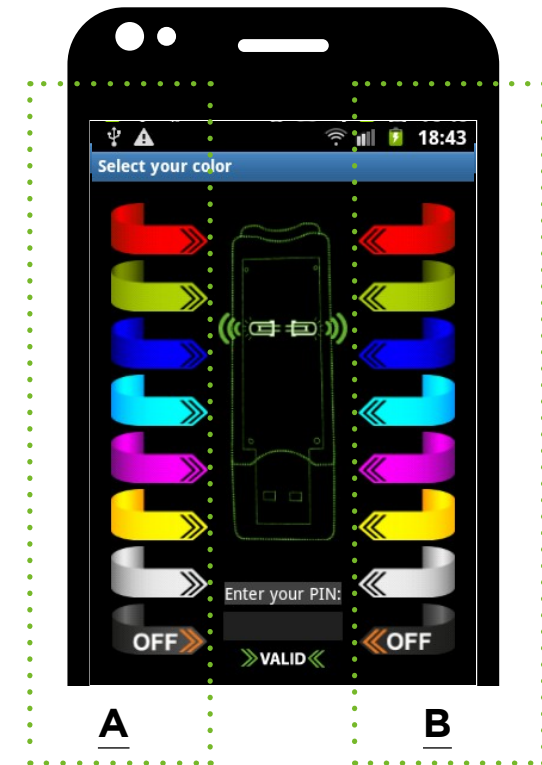 18:43
Select your color
Enter your PIN:
OFF
VALID
OFF
A
B